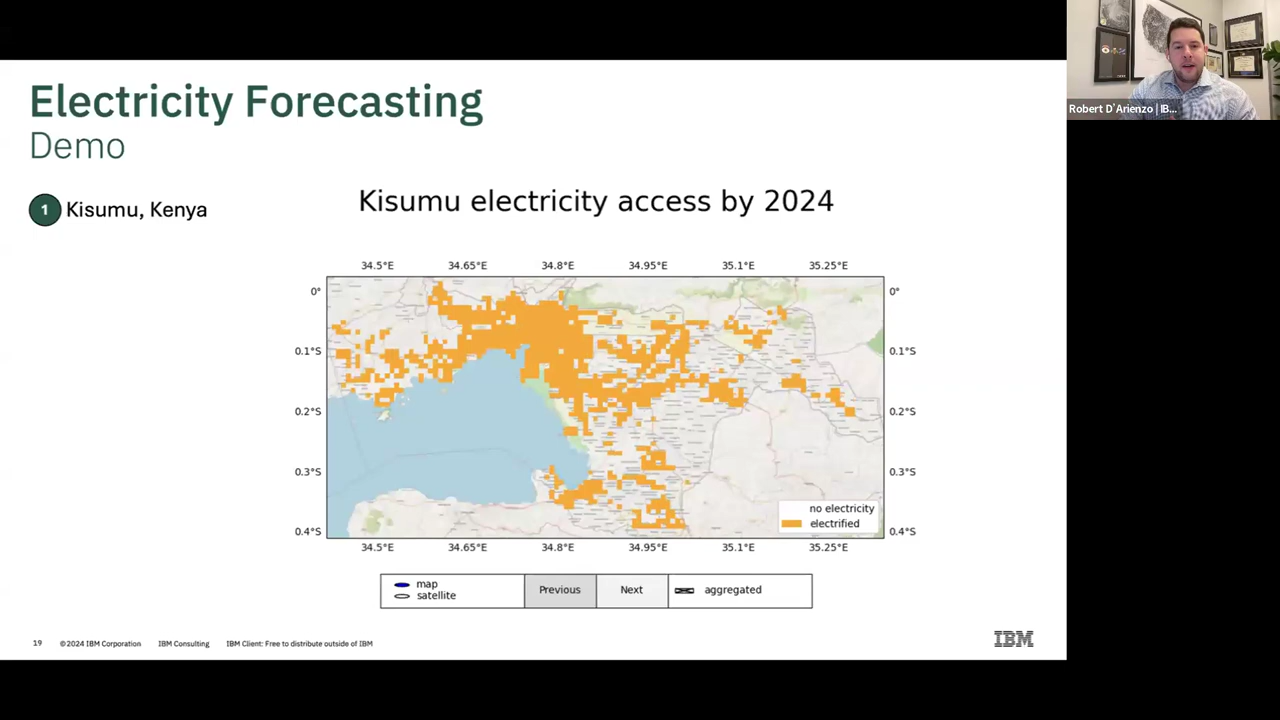 Robert D'Arienzo | IB...
Electricity Forecasting
Demo
1 Kisumu, Kenya
Kisumu electricity access by 2024
34.5°E 34.65°E 34.8°E 34.95°E 35.1°E 35.25°E
0° 0°
0.1°S 0.1°S
0.2°S 0.2°S
0.3°S 0.3°S
no electricity
electrified
0.4°S 0.4°S
34.5°E 34.65°E 34.8°E 34.95°E 35.1°E 35.25°E
map
satellite
Previous Next aggregated
19 ©2024 IBM Corporation IBM Consulting IBM Client: Free to distribute outside of IBM
IBM